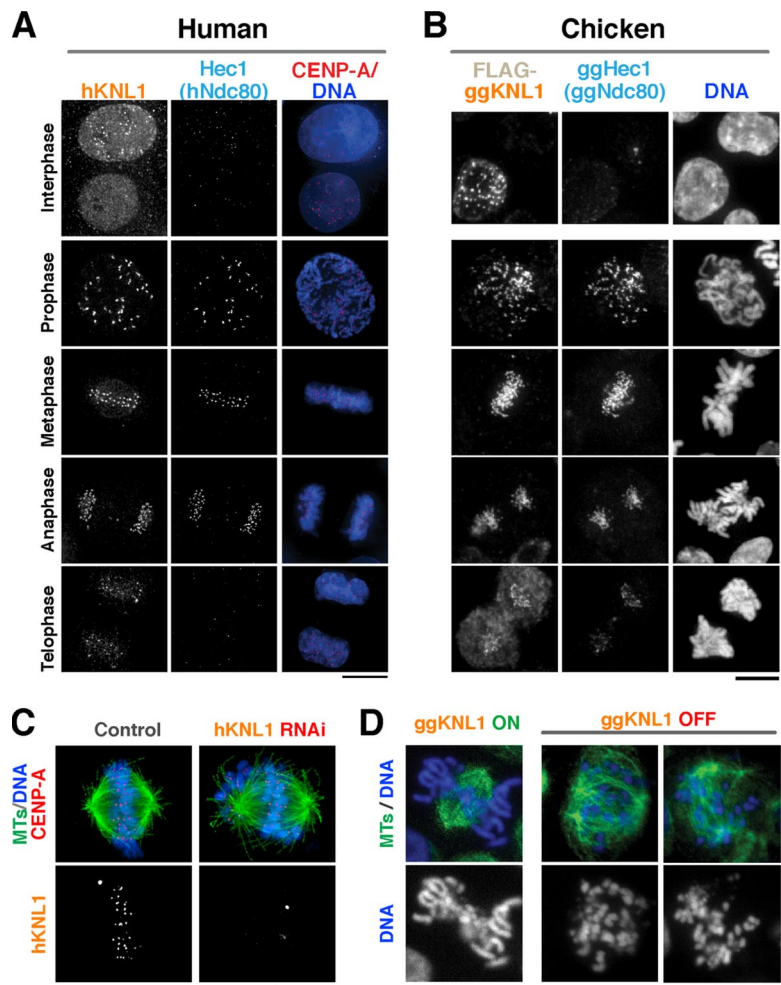 A
Human
hKNL1
Hec1
(hNdc80)
CENP-A/
DNA
Interphase
Prophase
Metaphase
Anaphase
Telophase
B
Chicken
FLAG-
ggKNL1
ggHec1
(ggNdc80)
DNA
C
Control
hKNL1 RNAi
MTs/DNA
CENP-A
hKNL1
D
ggKNL1 ON
ggKNL1 OFF
MTs / DNA
DNA